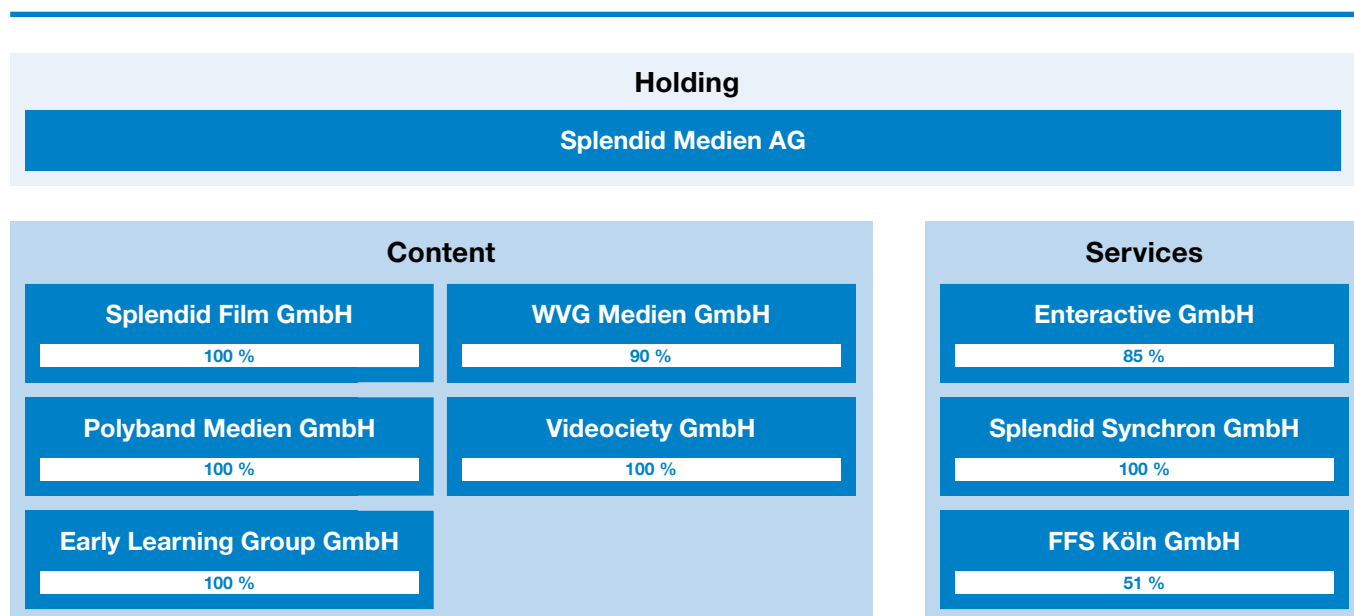 Holding
Splendid Medien AG
Content
Splendid Film GmbH
100 %
WVG Medien GmbH
90 %
Polyband Medien GmbH
100 %
Videociety GmbH
100 %
Early Learning Group GmbH
100 %
Services
Enteractive GmbH
85 %
Splendid Synchron GmbH
100 %
FFS Köln GmbH
51 %